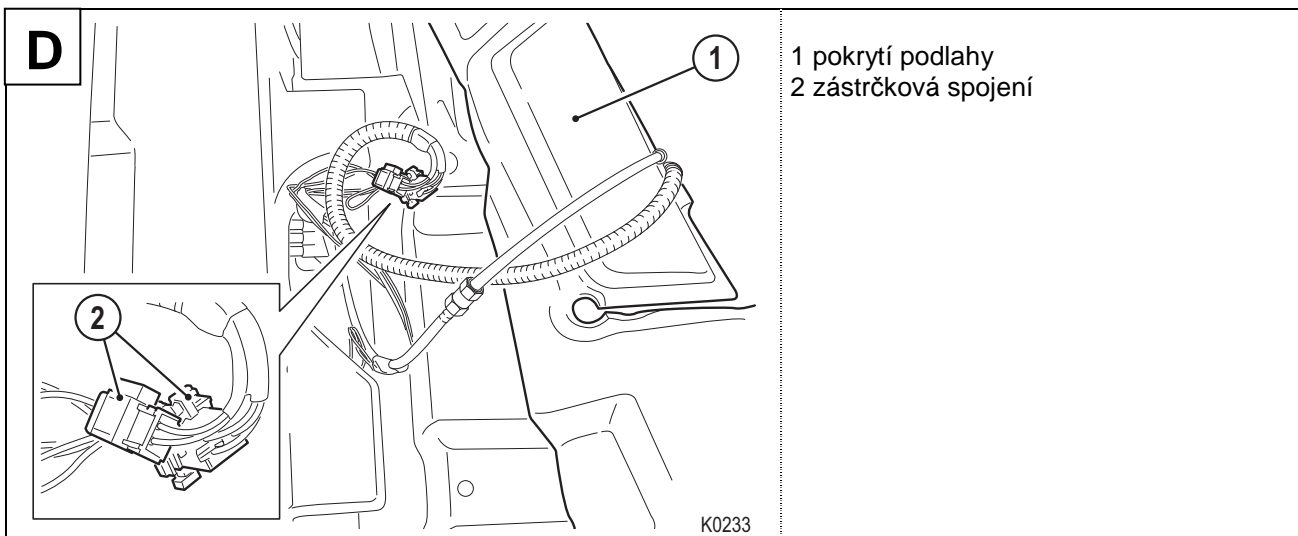 D
1
1 pokrytí podlahy
2 zástrčková spojení
2
K0233